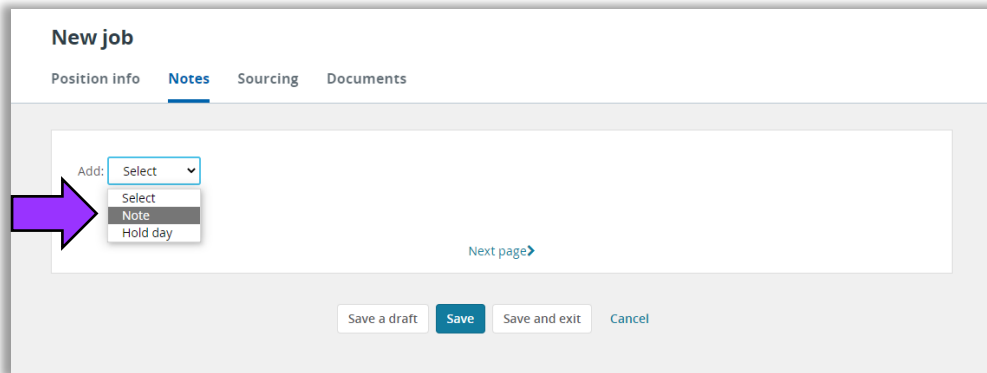 New job
Position info Notes Sourcing Documents
Add: Select
Select
Note
Hold day
Next page
Save a draft Save Save and exit Cancel